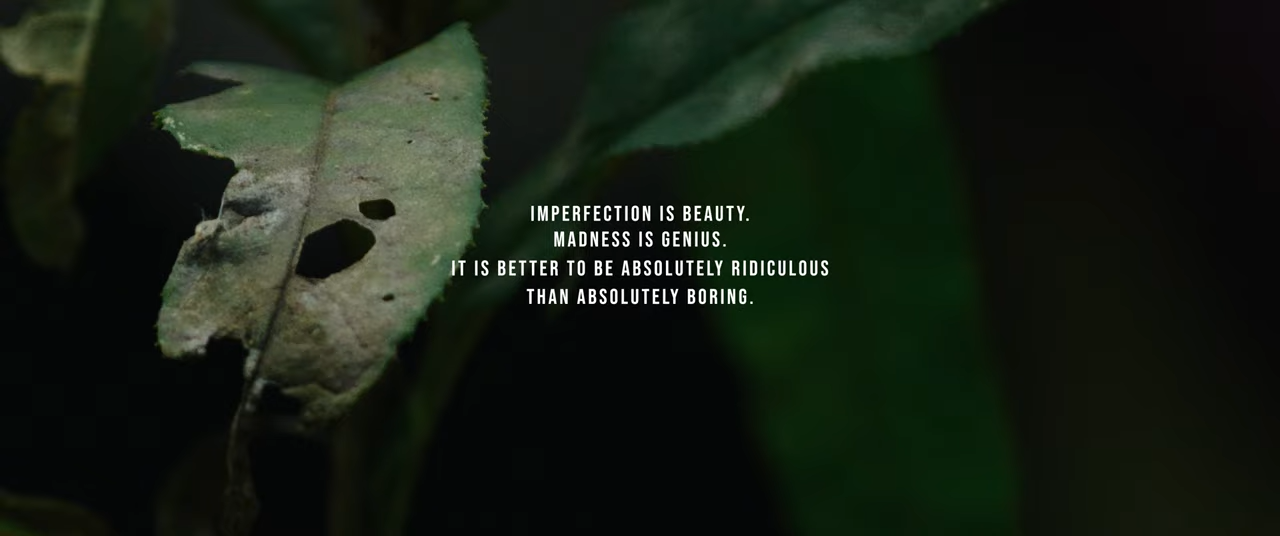 IMPERFECTION IS BEAUTY.
MADNESS IS GENIUS.
IT IS BETTER TO BE ABSOLUTELY RIDICULOUS
THAN ABSOLUTELY BORING.